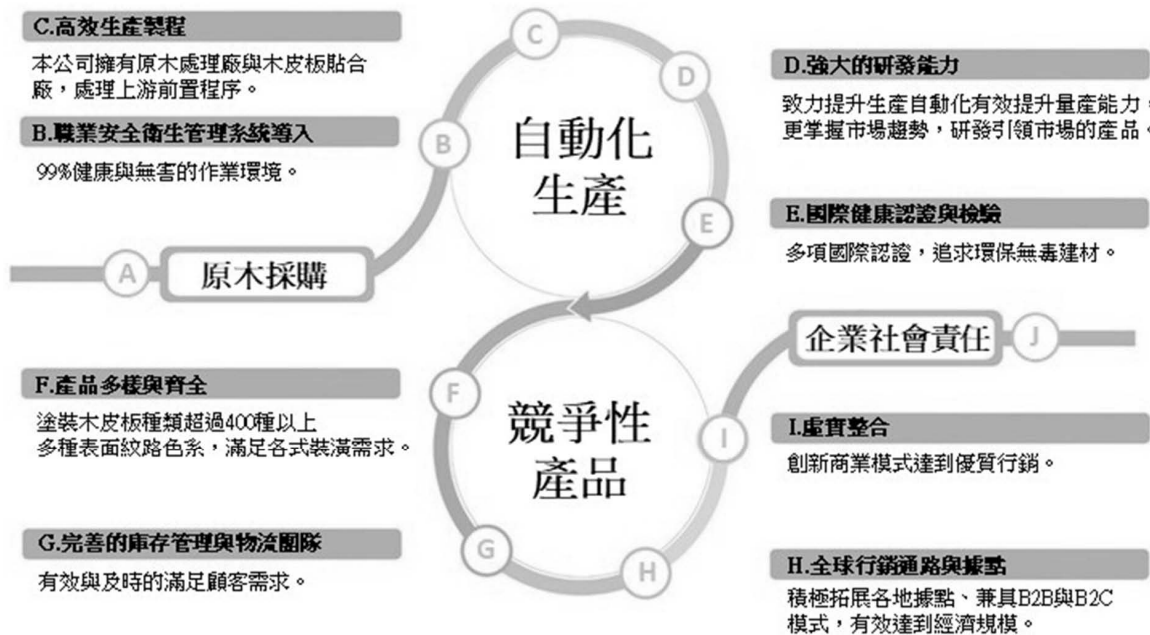 C.高效生產製程
本公司擁有原木處理廠與木皮板貼合
廠，處理上游前置程序。
B.職業安全衛生管理系統導入
99%健康與無害的作業環境。
A
原木採購
B
C
D
E
自動化
生產
D.強大的研發能力
致力提升生產自動化有效提升量產能力。
更掌握市場趨勢，研發引領市場的產品。
E.國際健康認證與檢驗
多項國際認證，追求環保無毒建材。
企業社會責任
J
F.產品多樣與齊全
塗裝木皮板種類超過400種以上
多種表面紋路色系，滿足各式裝潢需求。
G.完善的庫存管理與物流團隊
有效與及時的滿足顧客需求。
F
G
H
I
競爭性
產品
I.虛實整合
創新商業模式達到優質行銷。
H.全球行銷通路與據點
積極拓展各地據點、兼具B2B與B2C
模式，有效達到經濟規模。